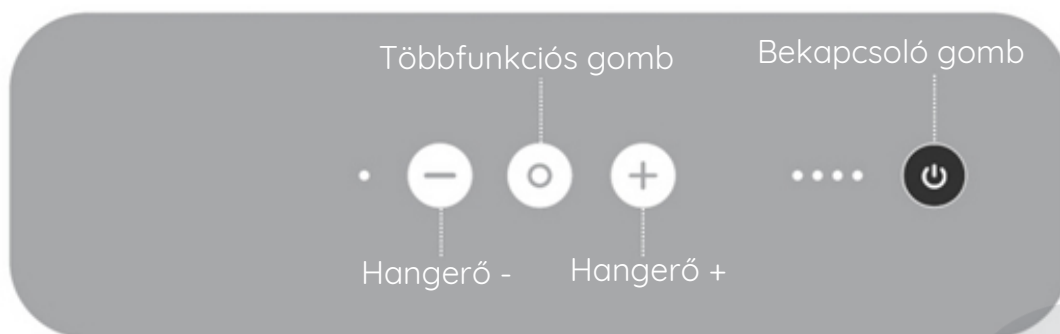 Többfunkciós gomb
Bekapcsoló gomb
Hangerő -
Hangerő +